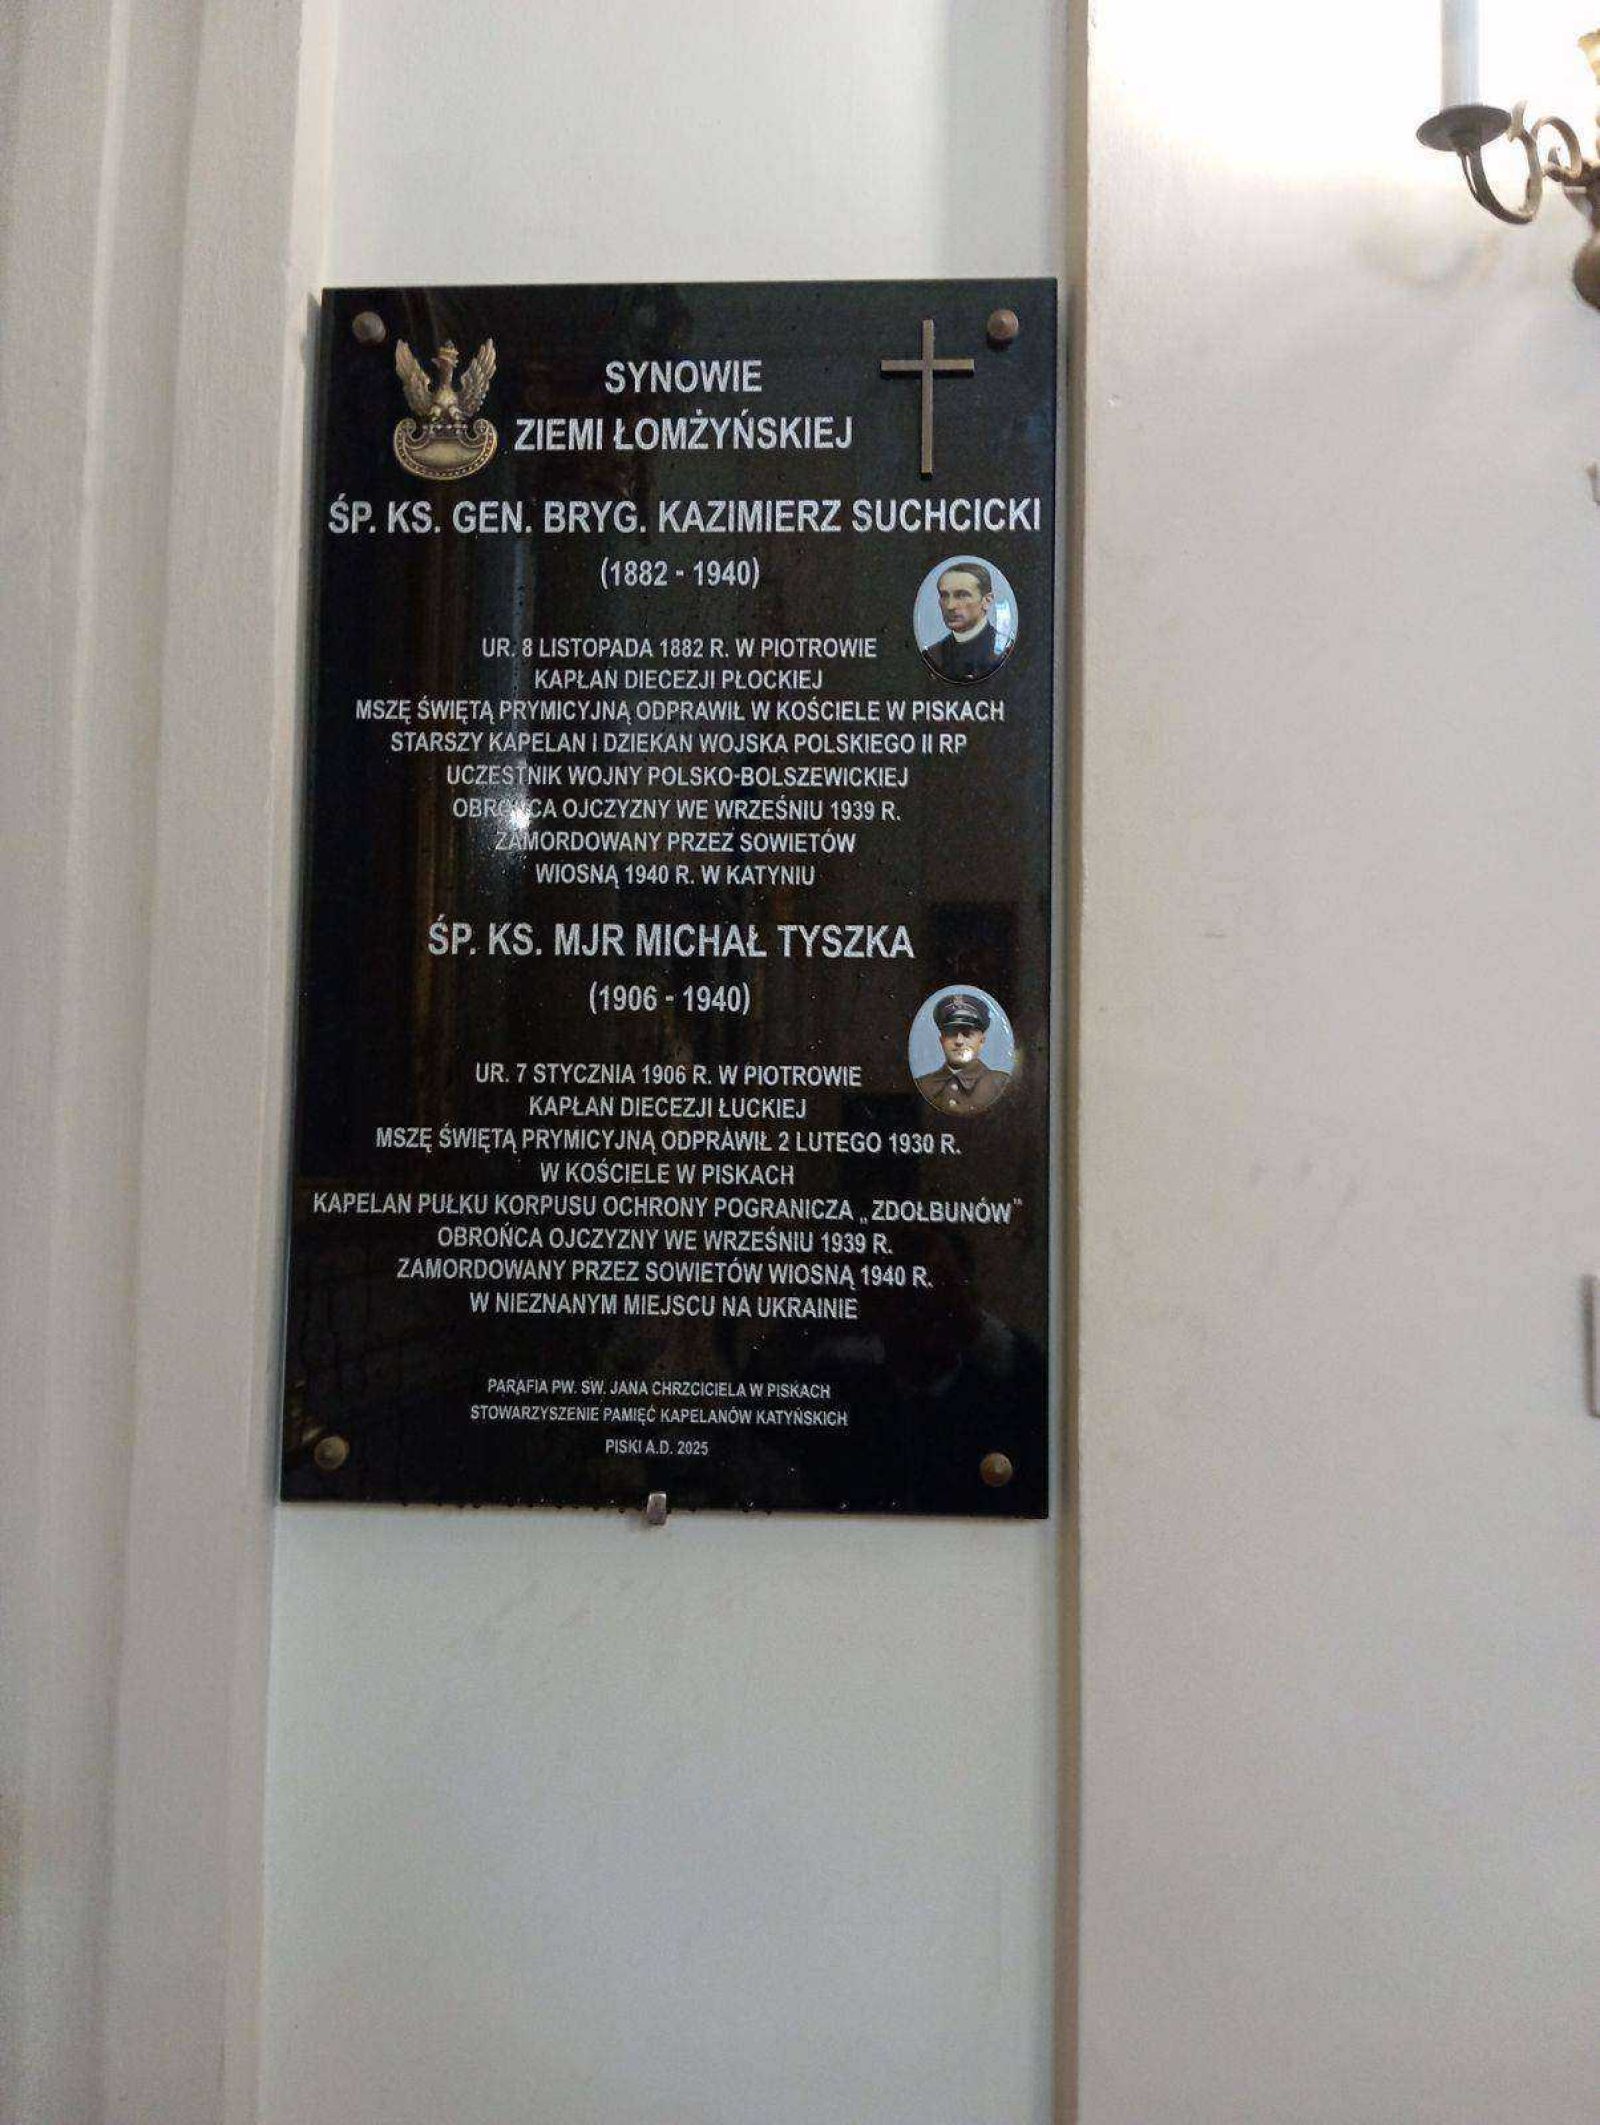 SYNOWIE
ZIEMI ŁOMŻYŃSKIEJ
ŚP. KS. GEN. BRYG. KAZIMIERZ SUCHCICKI
(1882 - 1940)
UR. 8 LISTOPADA 1882 R. W PIOTROWIE
KAPŁAN DIECEZJI PŁOCKIEJ
MSZĘ ŚWIĘTĄ PRYMICYJNĄ ODPRAWIŁ W KOŚCIELE W PISKACH
STARSZY KAPELAN I DZIEKAN WOJSKA POLSKIEGO II RP
UCZESTNIK WOJNY POLSKO-BOLSZEWICKIEJ
OBROŃCA OJCZYZNY WE WRZEŚNIU 1939 R.
ZAMORDOWANY PRZEZ SOWIETÓW
WIOSNĄ 1940 R. W KATYNIU
ŚP. KS. MJR MICHAŁ TYSZKA
(1906 - 1940)
UR. 7 STYCZNIA 1906 R. W PIOTROWIE
KAPŁAN DIECEZJI ŁUCKIEJ
MSZĘ ŚWIĘTĄ PRYMICYJNĄ ODPRAWIŁ 2 LUTEGO 1930 R.
W KOŚCIELE W PISKACH
KAPELAN PUŁKU KORPUSU OCHRONY POGRANICZA „ZDOŁBUNÓW”
OBROŃCA OJCZYZNY WE WRZEŚNIU 1939 R.
ZAMORDOWANY PRZEZ SOWIETÓW WIOSNĄ 1940 R.
W NIEZNANYM MIEJSCU NA UKRAINIE
PARAFIA PW. ŚW. JANA CHRZCICIELA W PISKACH
STOWARZYSZENIE PAMIĘĆ KAPELANÓW KATYŃSKICH
PISKI A.D. 2025